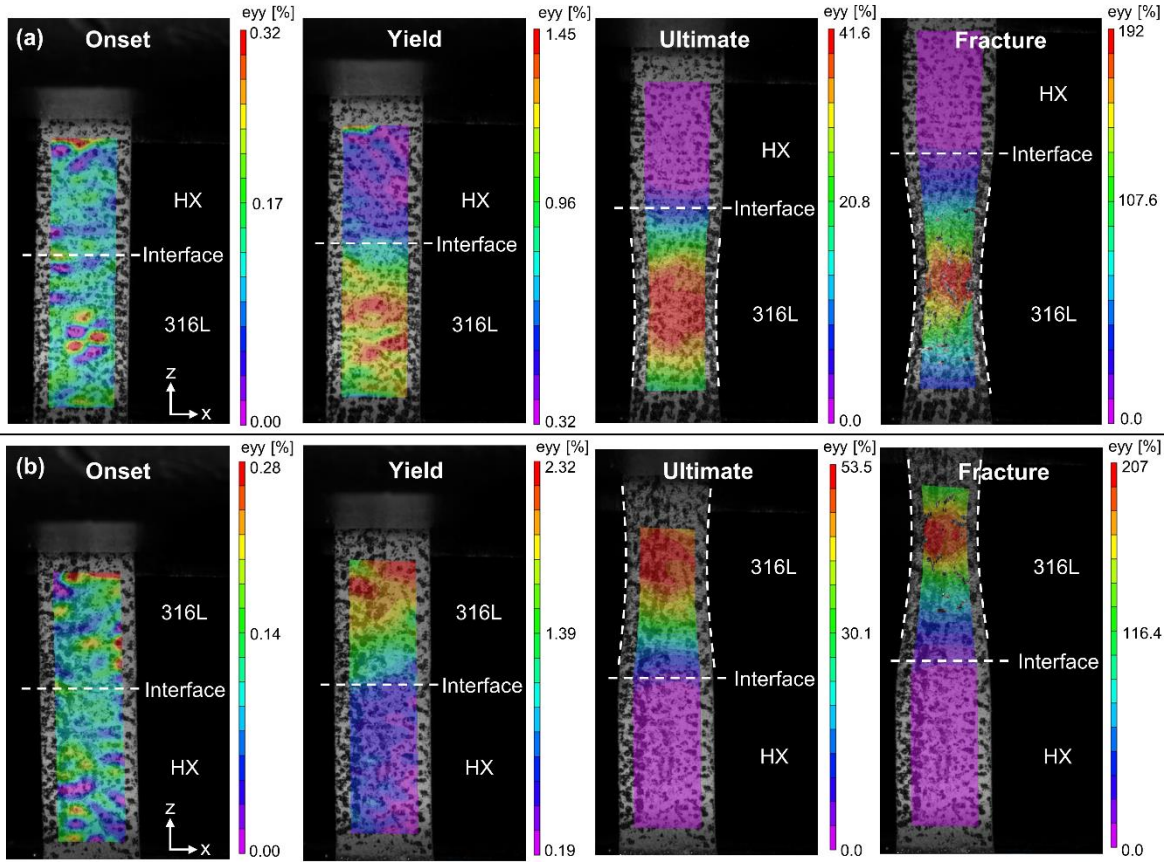 (a)
Onset
eyy [%]
0.32
0.17
0.00
HX
Interface
316L
z
x
Yield
eyy [%]
1.45
0.96
0.32
HX
Interface
316L
Ultimate
eyy [%]
41.6
20.8
0.0
HX
Interface
316L
Fracture
eyy [%]
192
107.6
0.0
HX
Interface
316L
(b)
Onset
eyy [%]
0.28
0.14
0.00
316L
Interface
HX
z
x
Yield
eyy [%]
2.32
1.39
0.19
316L
Interface
HX
Ultimate
eyy [%]
53.5
30.1
0.0
316L
Interface
HX
Fracture
eyy [%]
207
116.4
0.0
316L
Interface
HX